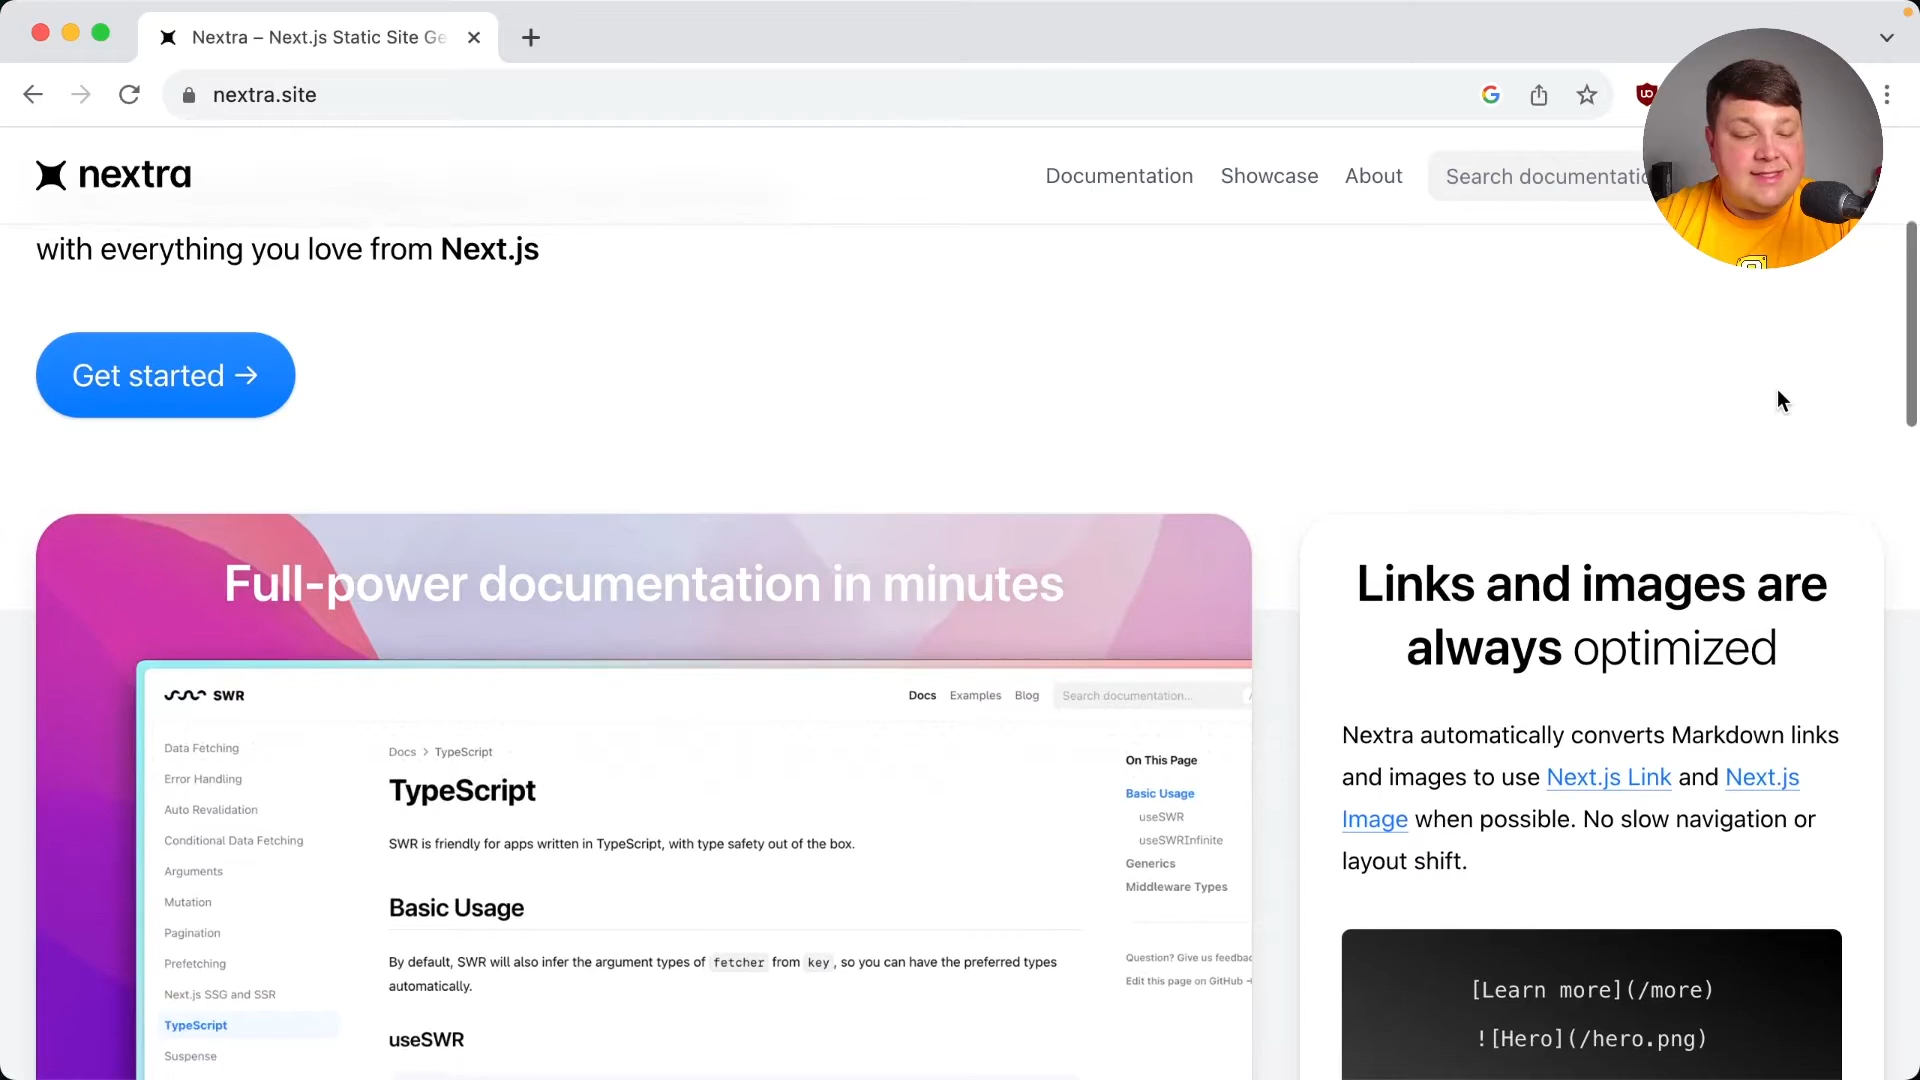 Nextra – Next.js Static Site Ge
nextra.site
nextra
Documentation
Showcase
About
Search documentatio
with everything you love from Next.js
Get started →
Full-power documentation in minutes
SWR
Docs
Examples
Blog
Search documentation...
Data Fetching
Error Handling
Auto Revalidation
Conditional Data Fetching
Arguments
Mutation
Pagination
Prefetching
Next.js SSG and SSR
TypeScript
Suspense
Docs > TypeScript
TypeScript
SWR is friendly for apps written in TypeScript, with type safety out of the box.
Basic Usage
By default, SWR will also infer the argument types of fetcher from key, so you can have the preferred types
automatically.
useSWR
On This Page
Basic Usage
useSWR
useSWRInfinite
Generics
Middleware Types
Question? Give us feedbac
Edit this page on GitHub
Links and images are
always optimized
Nextra automatically converts Markdown links
and images to use Next.js Link and Next.js
Image when possible. No slow navigation or
layout shift.
[Learn more](/more)
![Hero](/hero.png)